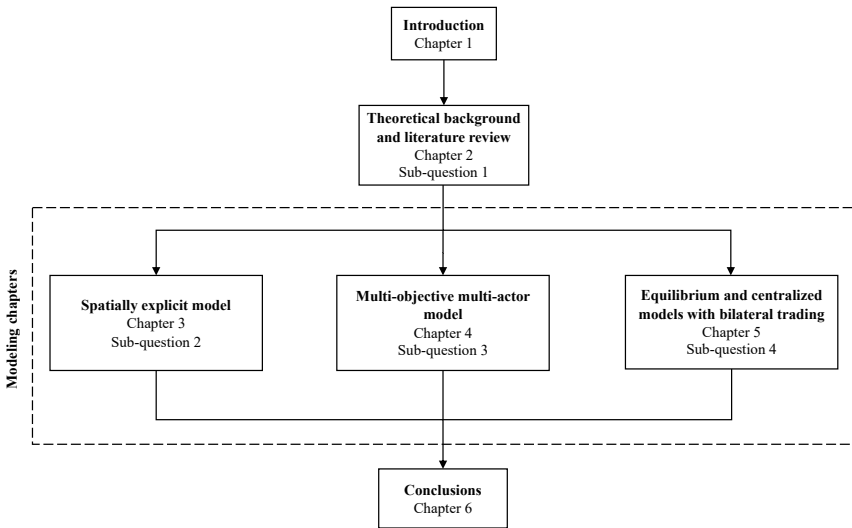 Introduction
Chapter 1
Theoretical background
and literature review
Chapter 2
Sub-question 1
Modeling chapters
Spatially explicit model
Chapter 3
Sub-question 2
Multi-objective multi-actor
model
Chapter 4
Sub-question 3
Equilibrium and centralized
models with bilateral trading
Chapter 5
Sub-question 4
Conclusions
Chapter 6